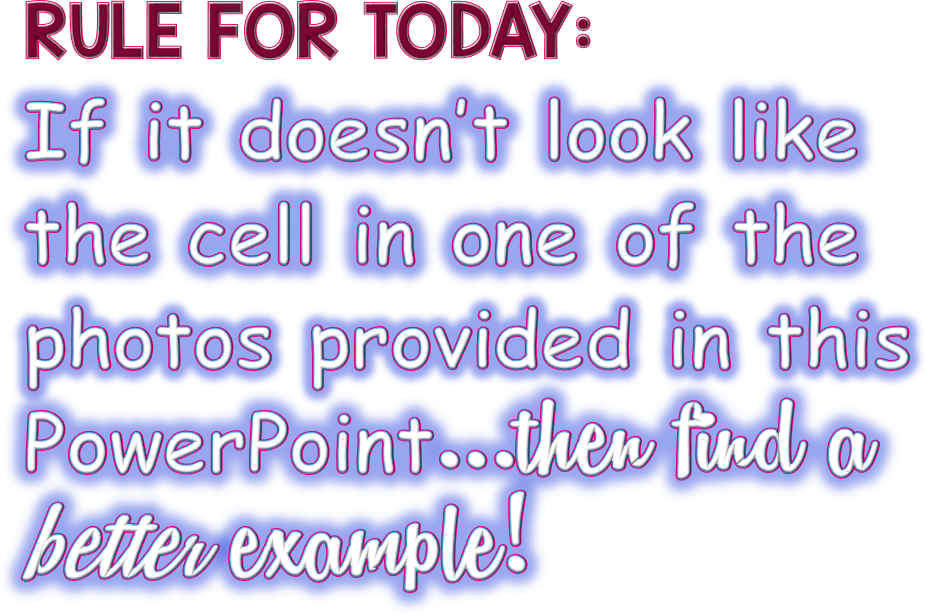 RULE FOR TODAY:
If it doesn't look like
the cell in one of the
photos provided in this
PowerPoint...then find a
better example!